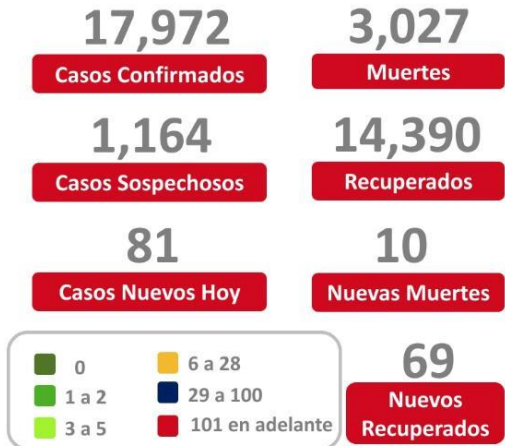 17,972
Casos Confirmados
3,027
Muertes
1,164
Casos Sospechosos
14,390
Recuperados
81
Casos Nuevos Hoy
10
Nuevas Muertes
0
1 a 2
3 a 5
6 a 28
29 a 100
101 en adelante
69
Nuevos
Recuperados